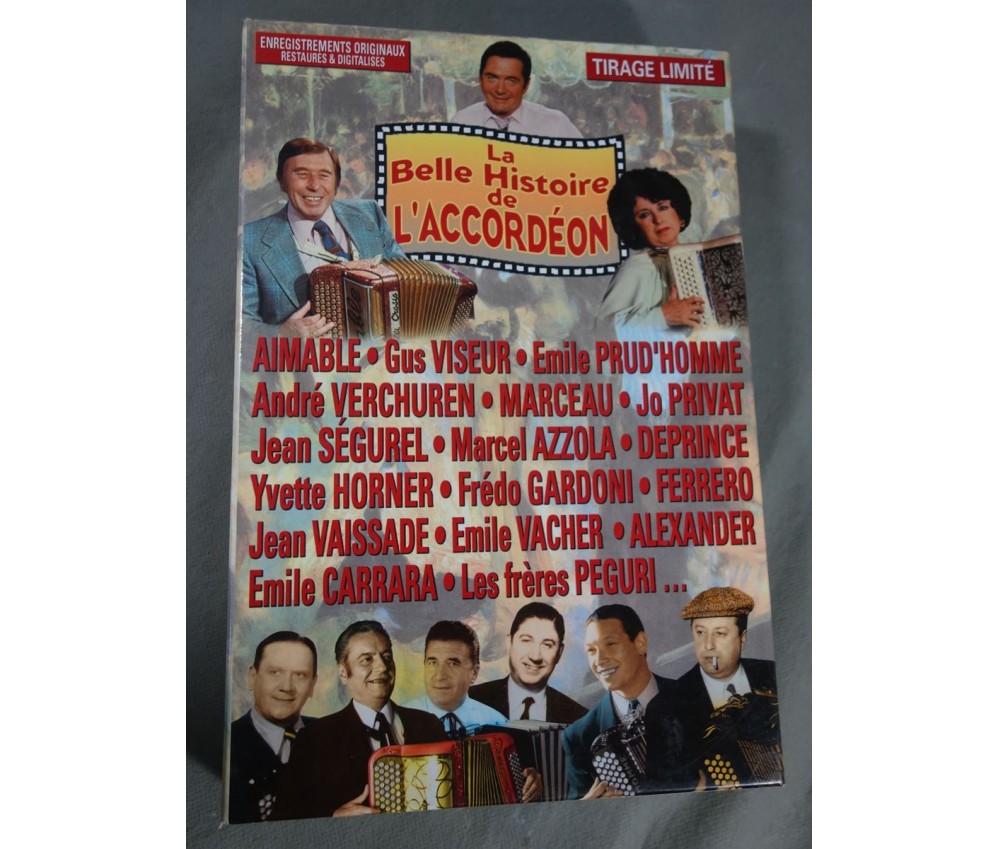 ENREGISTREMENTS ORIGINAUX
RESTAURES & DIGITALISES
TIRAGE LIMITÉ
La
Belle Histoire
de
L'ACCORDÉON
AIMABLE • Gus VISEUR • Emile PRUD'HOMME
André VERCHUREN • MARCEAU • Jo PRIVAT
Jean SÉGUREL • Marcel AZZOLA • DEPRINCE
Yvette HORNER • Frédo GARDONI • FERRERO
Jean VAISSADE • Emile VACHER • ALEXANDER
Emile CARRARA • Les frères PEGURI ...